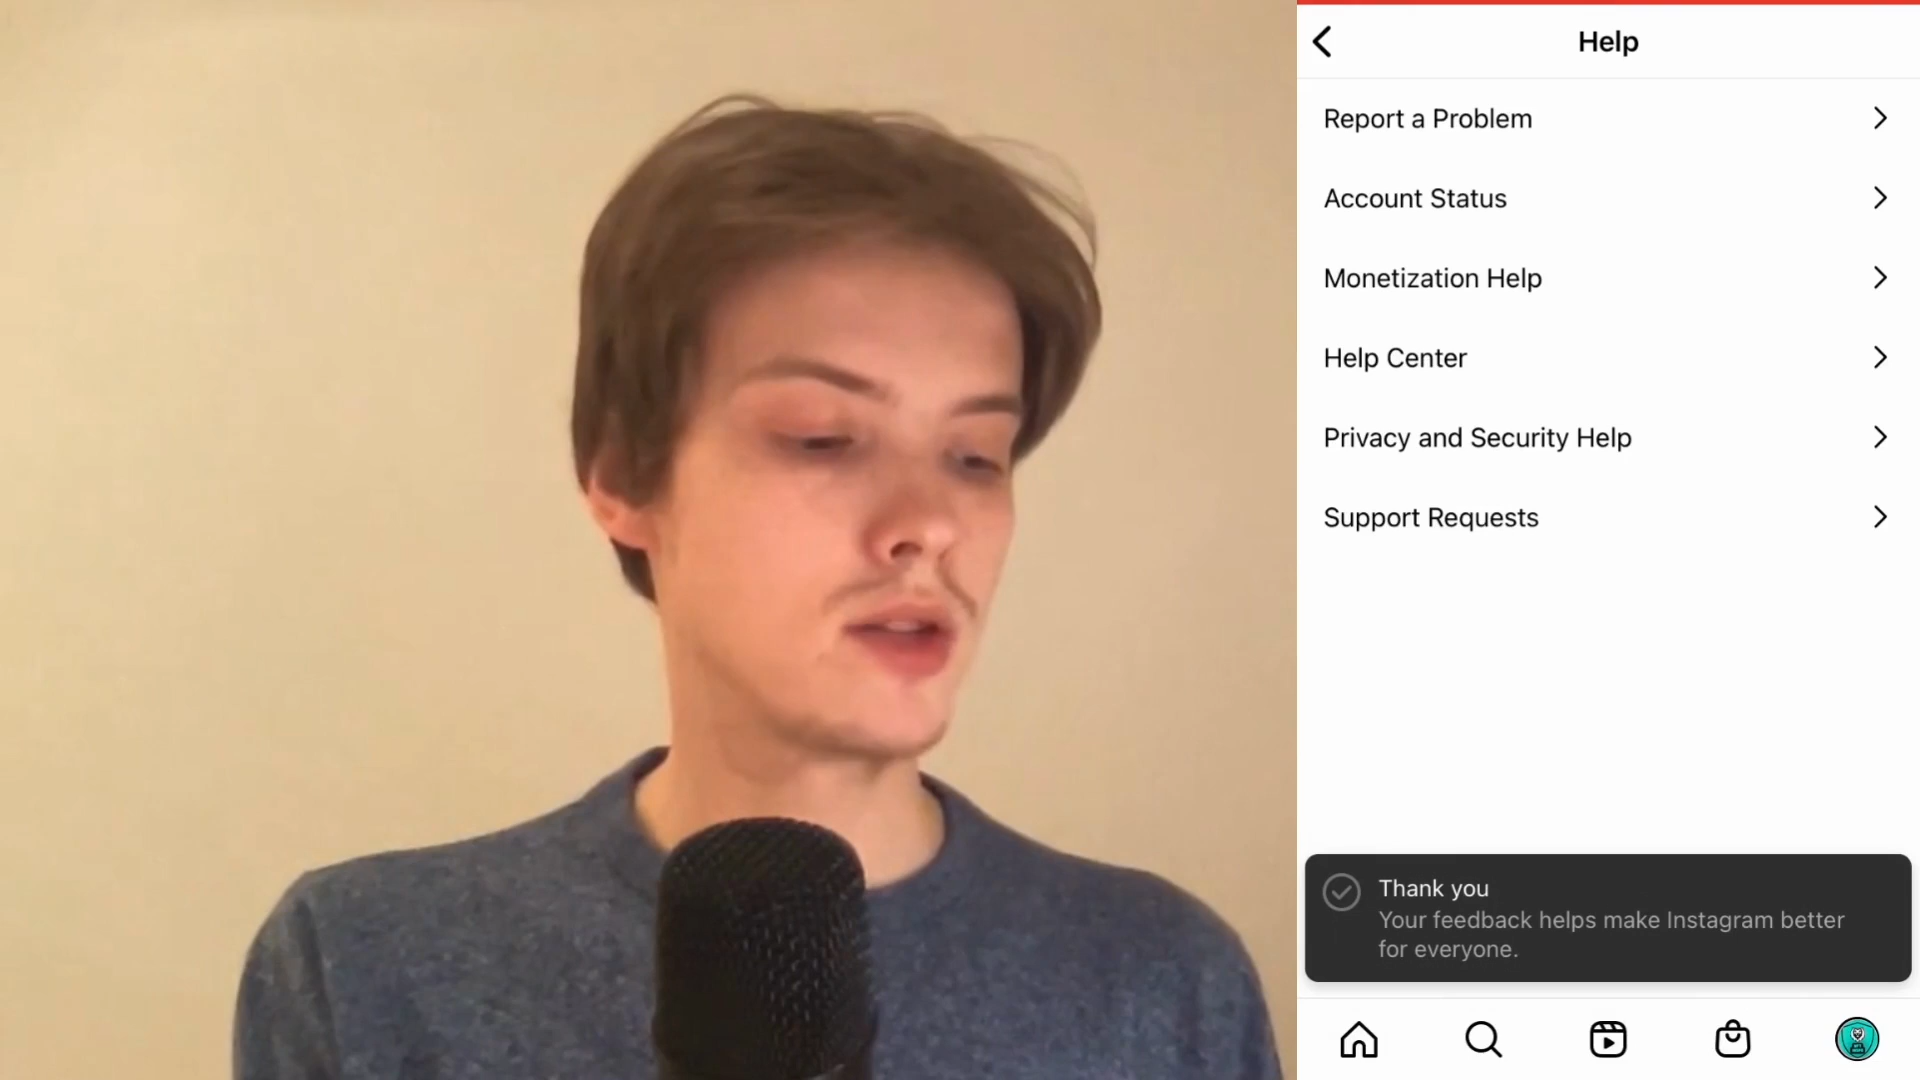 Help
Report a Problem
Account Status
Monetization Help
Help Center
Privacy and Security Help
Support Requests
Thank you
Your feedback helps make Instagram better
for everyone.